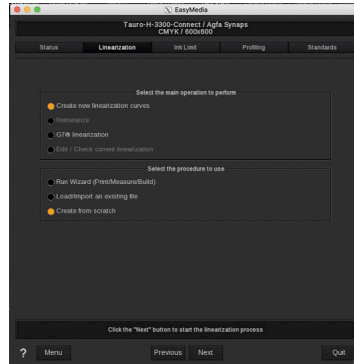 EasyMedia
Tauro-H-3300-Connect / Agfa Synaps
CMYK / 600x600
Status Linearization Ink Limit Profiling Standards
Select the main operation to perform
Create new linearization curves
Relinearize
G7® linearization
Edit / Check current linearization
Select the procedure to use
Run Wizard (Print/Measure/Build)
Load/Import an existing file
Create from scratch
Click the "Next" button to start the linearization process
? Menu Previous Next Quit